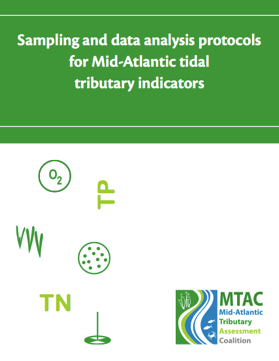 Sampling and data analysis protocols
for Mid-Atlantic tidal
tributary indicators
O2
TP
TN
MTAC
Mid-Atlantic
Tributary
Assessment
Coalition